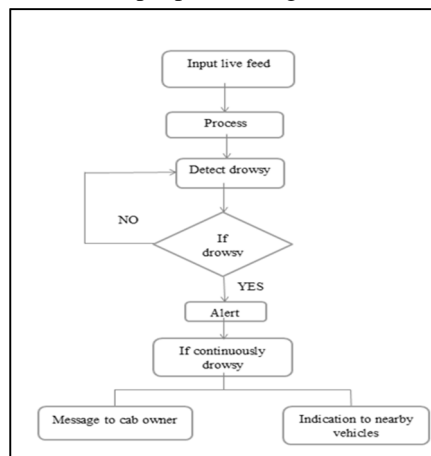 Input live feed
Process
Detect drowsy
NO
If
drowsy
YES
Alert
If continuously
drowsy
Message to cab owner
Indication to nearby
vehicles